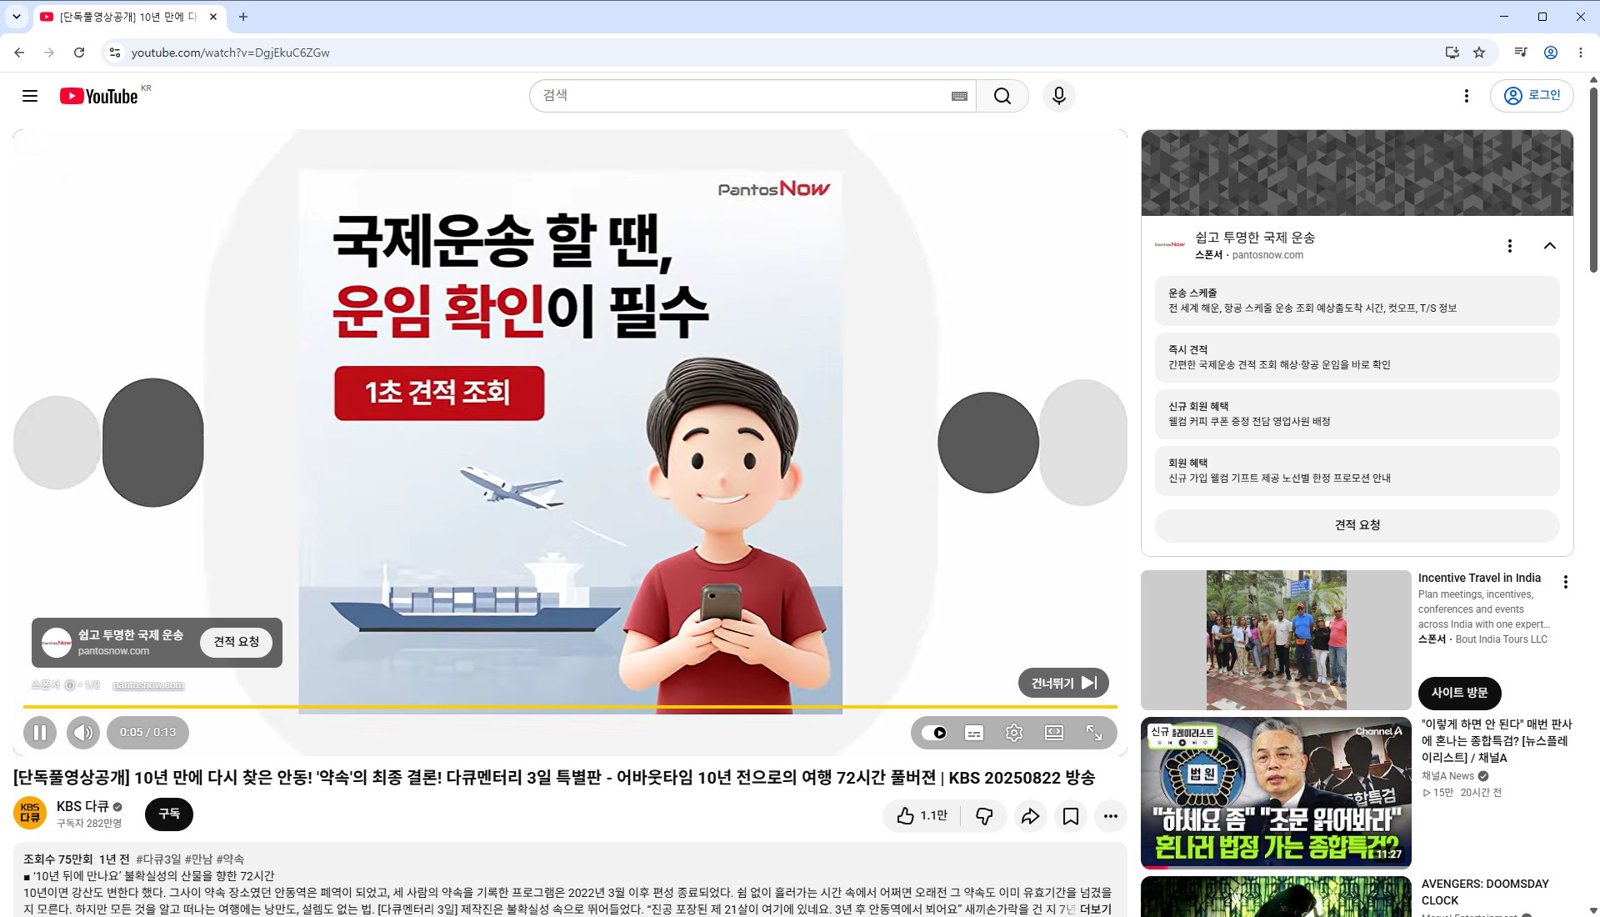 [단독풀영상공개] 10년 만에 다
youtube.com/watch?v=DgjEkuC6ZGw
YouTube KR
검색
로그인
PantosNow
국제운송 할 땐,
운임 확인이 필수
1초 견적 조회
쉽고 투명한 국제 운송
pantosnow.com
견적 요청
스폰서 · 1/2 pantosnow.com
건너뛰기
0:05 / 0:13
[단독풀영상공개] 10년 만에 다시 찾은 안동! '약속'의 최종 결론! 다큐멘터리 3일 특별판 - 어바웃타임 10년 전으로의 여행 72시간 풀버젼 | KBS 20250822 방송
KBS 다큐
KBS 다큐
구독자 282만명
구독
1.1만
조회수 75만회 1년 전 #다큐3일 #만남 #약속
■ '10년 뒤에 만나요' 불확실성의 산물을 향한 72시간
10년이면 강산도 변한다 했다. 그사이 약속 장소였던 안동역은 폐역이 되었고, 세 사람의 약속을 기록한 프로그램은 2022년 3월 이후 편성 종료되었다. 쉼 없이 흘러가는 시간 속에서 어쩌면 오래전 그 약속도 이미 유효기간을 넘겼을
지 모른다. 하지만 모든 것을 알고 떠나는 여행에는 낭만도, 설렘도 없는 법. [다큐멘터리 3일] 제작진은 불확실성 속으로 뛰어들었다. "진공 포장된 제 21살이 여기에 있네요. 3년 후 안동역에서 뵈어요" 새끼손가락을 건 지 7년 더보기
PantosNow
쉽고 투명한 국제 운송
스폰서 · pantosnow.com
운송 스케줄
전 세계 해운, 항공 스케줄 운송 조회 예상출도착 시간, 컷오프, T/S 정보
즉시 견적
간편한 국제운송 견적 조회 해상·항공 운임을 바로 확인
신규 회원 혜택
웰컴 커피 쿠폰 증정 전담 영업사원 배정
회원 혜택
신규 가입 웰컴 기프트 제공 노선별 한정 프로모션 안내
견적 요청
Incentive Travel in India
Plan meetings, incentives,
conferences and events
across India with one expert...
스폰서 · Bout India Tours LLC
사이트 방문
신규
플레이리스트
Channel A
법원
종합특검
"하세요 좀" "조문 읽어봐라"
혼나러 법정 가는 종합특검?
11:27
"이렇게 하면 안 된다" 매번 판사
에 혼나는 종합특검? [뉴스플레
이리스트] / 채널A
채널A News
15만 20시간 전
AVENGERS: DOOMSDAY
CLOCK